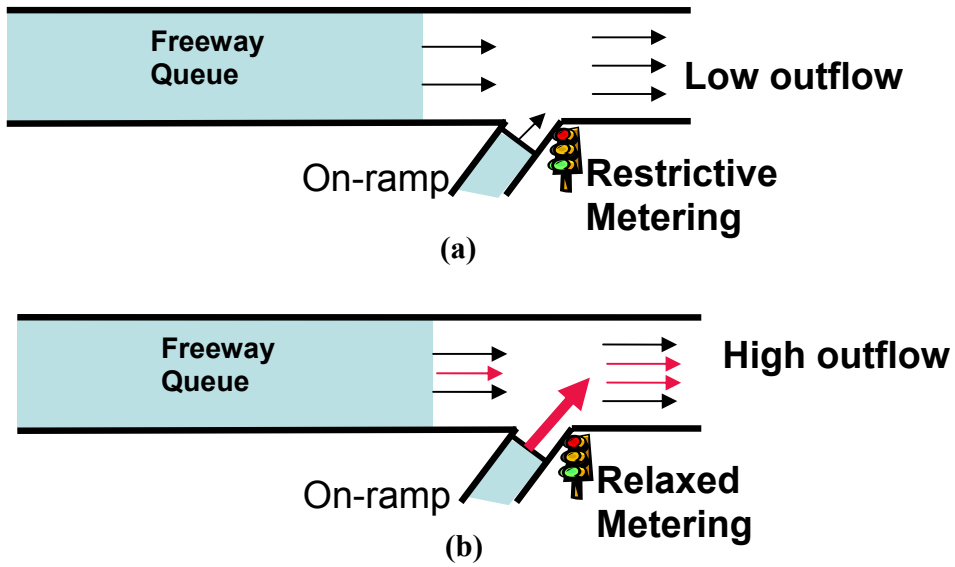 Freeway
Queue
Low outflow
On-ramp
Restrictive
Metering
(a)
Freeway
Queue
High outflow
On-ramp
Relaxed
Metering
(b)